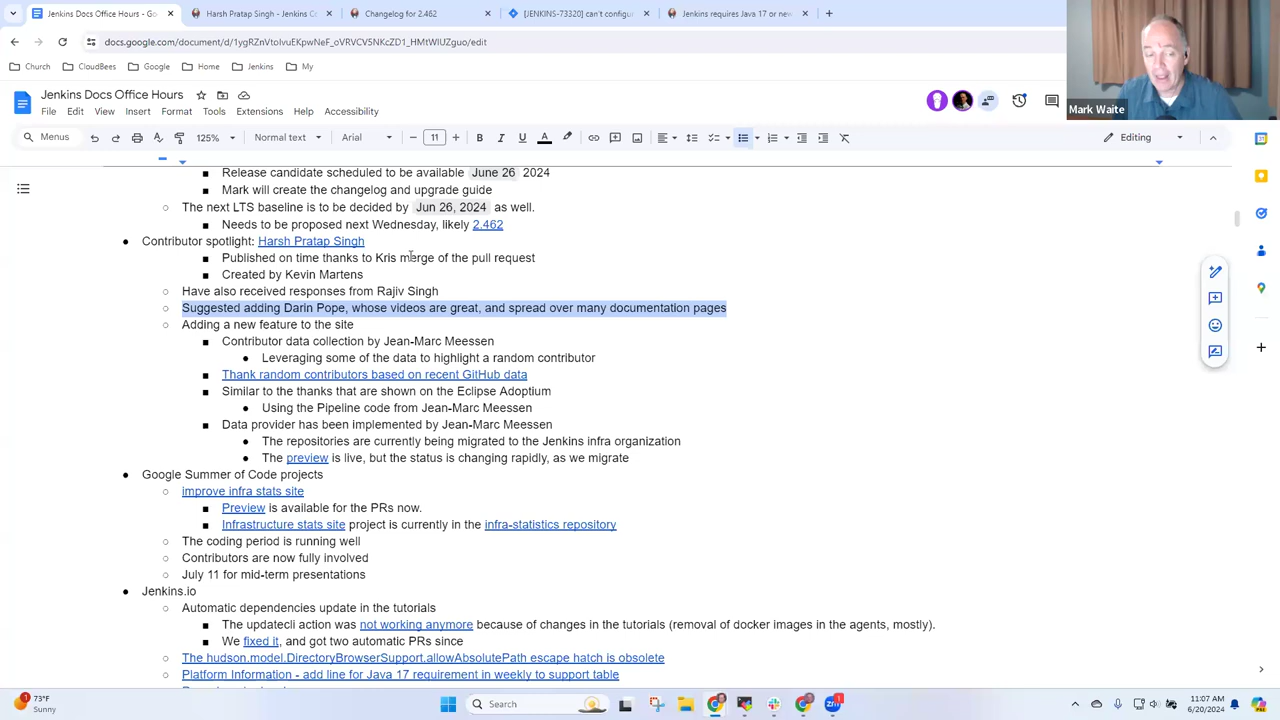 Jenkins Docs Office Hours - Go
Harsh Pratap Singh - Jenkins Co
Changelog for 2.462
[JENKINS-73320] can't configur
Jenkins requires Java 17 or new
docs.google.com/document/d/1ygRZnVtolvuEKpwNeF_oVRVCV5NKcZD1_HMtWIUZguo/edit
Church
CloudBees
Google
Home
Jenkins
My
Mark Waite
Jenkins Docs Office Hours
File Edit View Insert Format Tools Extensions Help Accessibility
Menus
125%
Normal text
Arial
11
Editing
Release candidate scheduled to be available June 26 2024
Mark will create the changelog and upgrade guide
The next LTS baseline is to be decided by Jun 26, 2024 as well.
Needs to be proposed next Wednesday, likely 2.462
Contributor spotlight: Harsh Pratap Singh
Published on time thanks to Kris merge of the pull request
Created by Kevin Martens
Have also received responses from Rajiv Singh
Suggested adding Darin Pope, whose videos are great, and spread over many documentation pages
Adding a new feature to the site
Contributor data collection by Jean-Marc Meessen
Leveraging some of the data to highlight a random contributor
Thank random contributors based on recent GitHub data
Similar to the thanks that are shown on the Eclipse Adoptium
Using the Pipeline code from Jean-Marc Meessen
Data provider has been implemented by Jean-Marc Meessen
The repositories are currently being migrated to the Jenkins infra organization
The preview is live, but the status is changing rapidly, as we migrate
Google Summer of Code projects
improve infra stats site
Preview is available for the PRs now.
Infrastructure stats site project is currently in the infra-statistics repository
The coding period is running well
Contributors are now fully involved
July 11 for mid-term presentations
Jenkins.io
Automatic dependencies update in the tutorials
The updatecli action was not working anymore because of changes in the tutorials (removal of docker images in the agents, mostly).
We fixed it, and got two automatic PRs since
The hudson.model.DirectoryBrowserSupport.allowAbsolutePath escape hatch is obsolete
Platform Information - add line for Java 17 requirement in weekly to support table
73°F
Sunny
Search
11:07 AM
6/20/2024